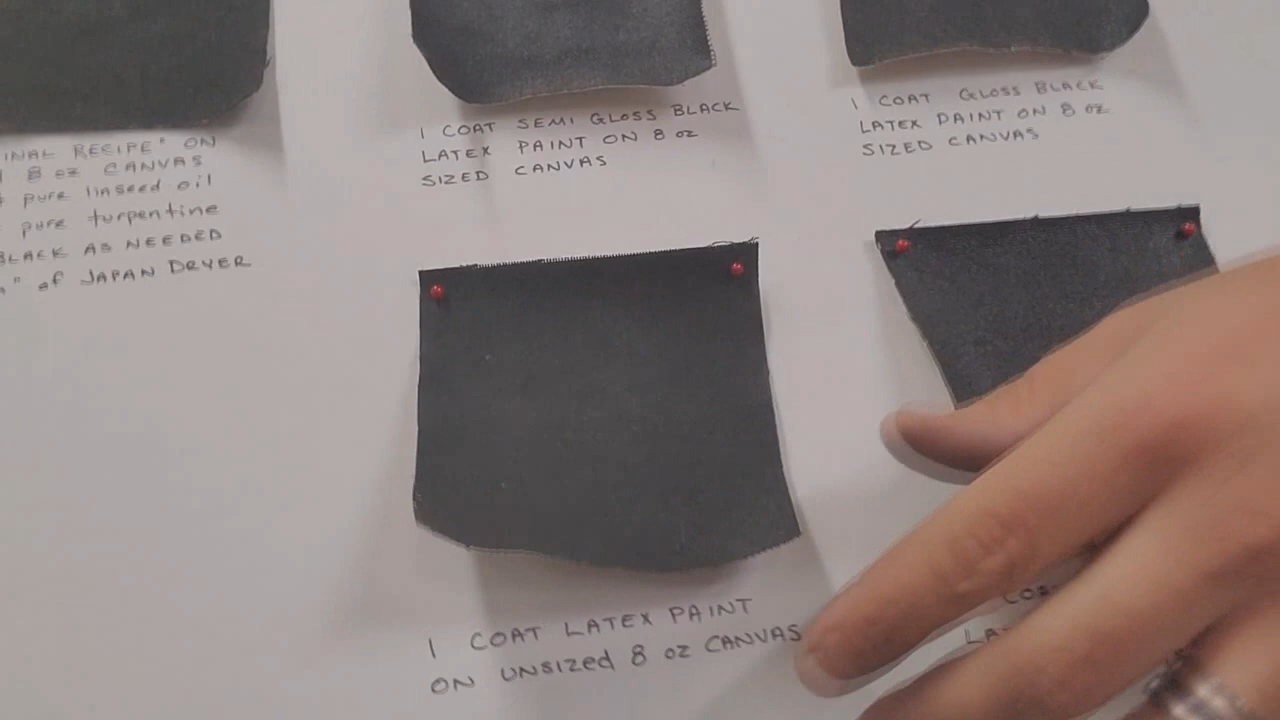 INAL RECIPE" ON
8 oz CANVAS
pure linseed oil
pure turpentine
BLACK AS NEEDED
" of JAPAN DRYER
1 COAT SEMI GLOSS BLACK
LATEX PAINT ON 8 oz
SIZED CANVAS
1 COAT GLOSS BLACK
LATEX PAINT ON 8 oz
SIZED CANVAS
1 COAT LATEX PAINT
ON UNSIZED 8 oz CANVAS